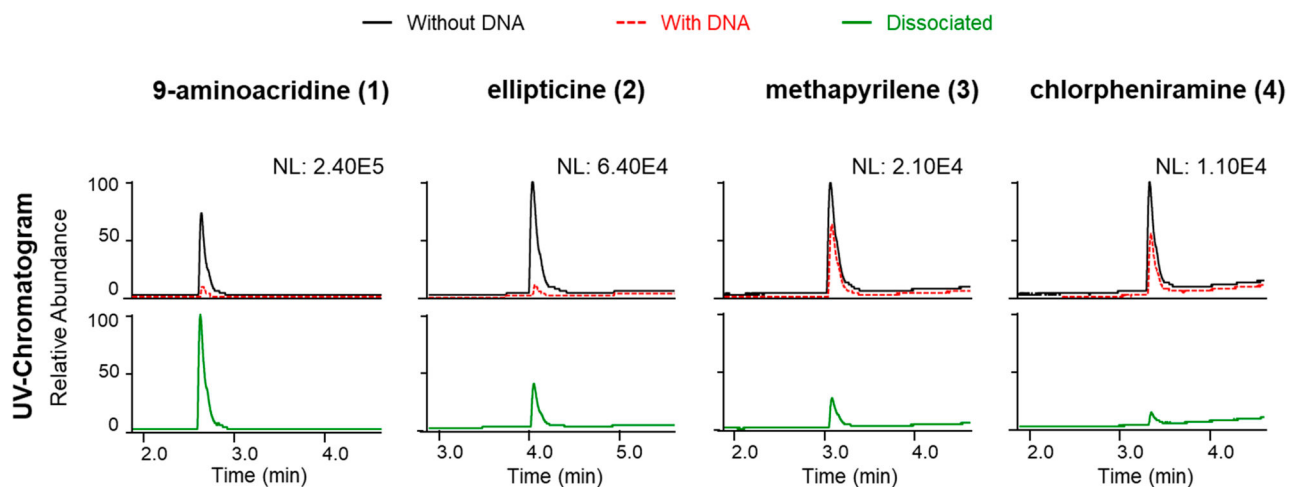 Without DNA With DNA Dissociated
9-aminoacridine (1) ellipticine (2) methapyrilene (3) chlorpheniramine (4)
NL: 2.40E5 NL: 6.40E4 NL: 2.10E4 NL: 1.10E4
UV-Chromatogram
Relative Abundance
100
50
0
100
50
0
2.0 3.0 4.0 3.0 4.0 5.0 2.0 3.0 4.0 2.0 3.0 4.0
Time (min) Time (min) Time (min) Time (min)